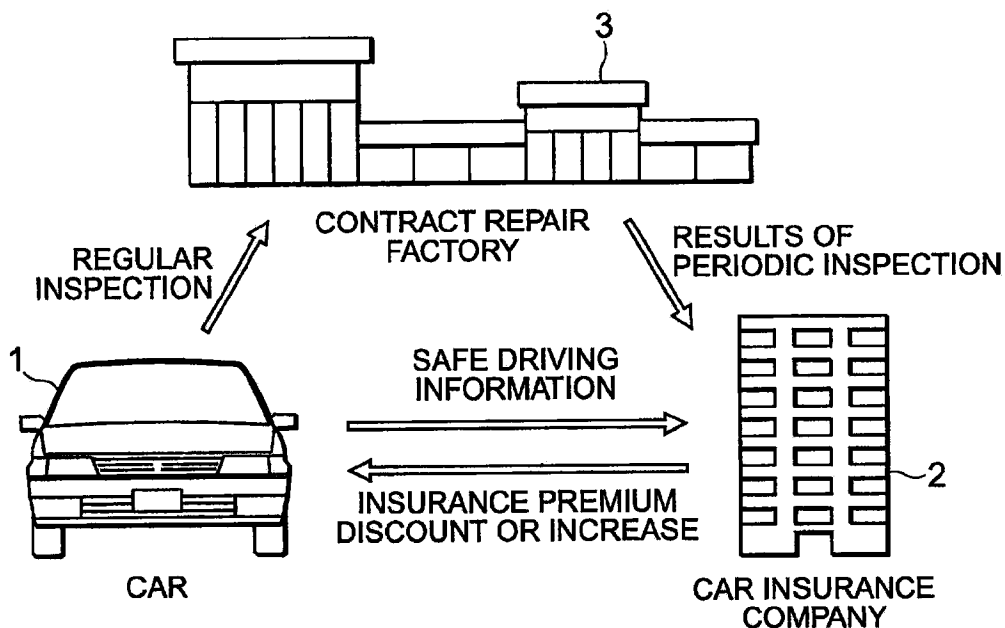 3
CONTRACT REPAIR
FACTORY
REGULAR
INSPECTION
RESULTS OF
PERIODIC INSPECTION
1
SAFE DRIVING
INFORMATION
2
INSURANCE PREMIUM
DISCOUNT OR INCREASE
CAR
CAR INSURANCE
COMPANY